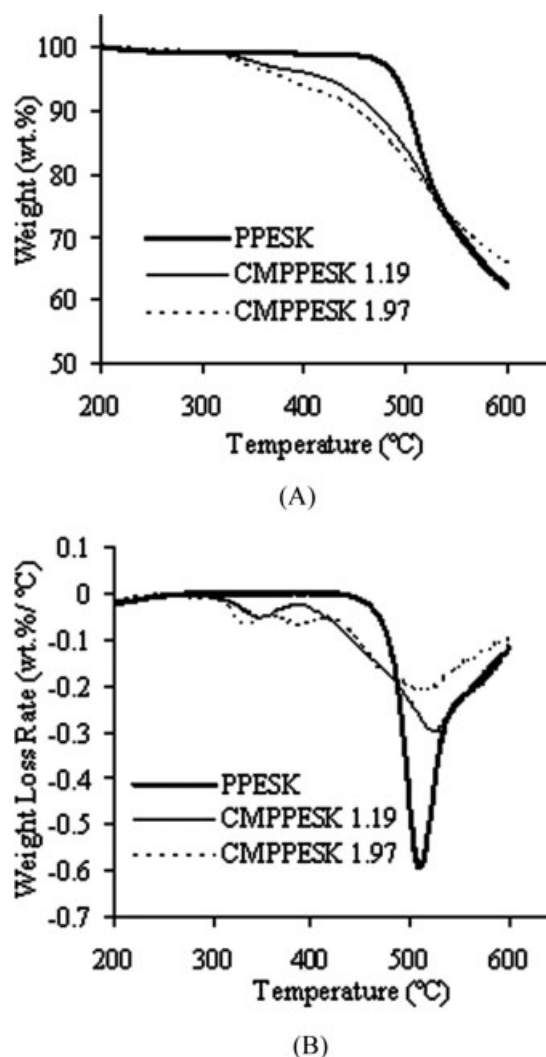 100
90
80
70
60
50
Weight (wt.%)
PPESK
CMPPESK 1.19
CMPPESK 1.97
200 300 400 500 600
Temperature (°C)
(A)
0.1
0
-0.1
-0.2
-0.3
-0.4
-0.5
-0.6
-0.7
Weight Loss Rate (wt.%/ °C)
PPESK
CMPPESK 1.19
CMPPESK 1.97
200 300 400 500 600
Temperature (°C)
(B)